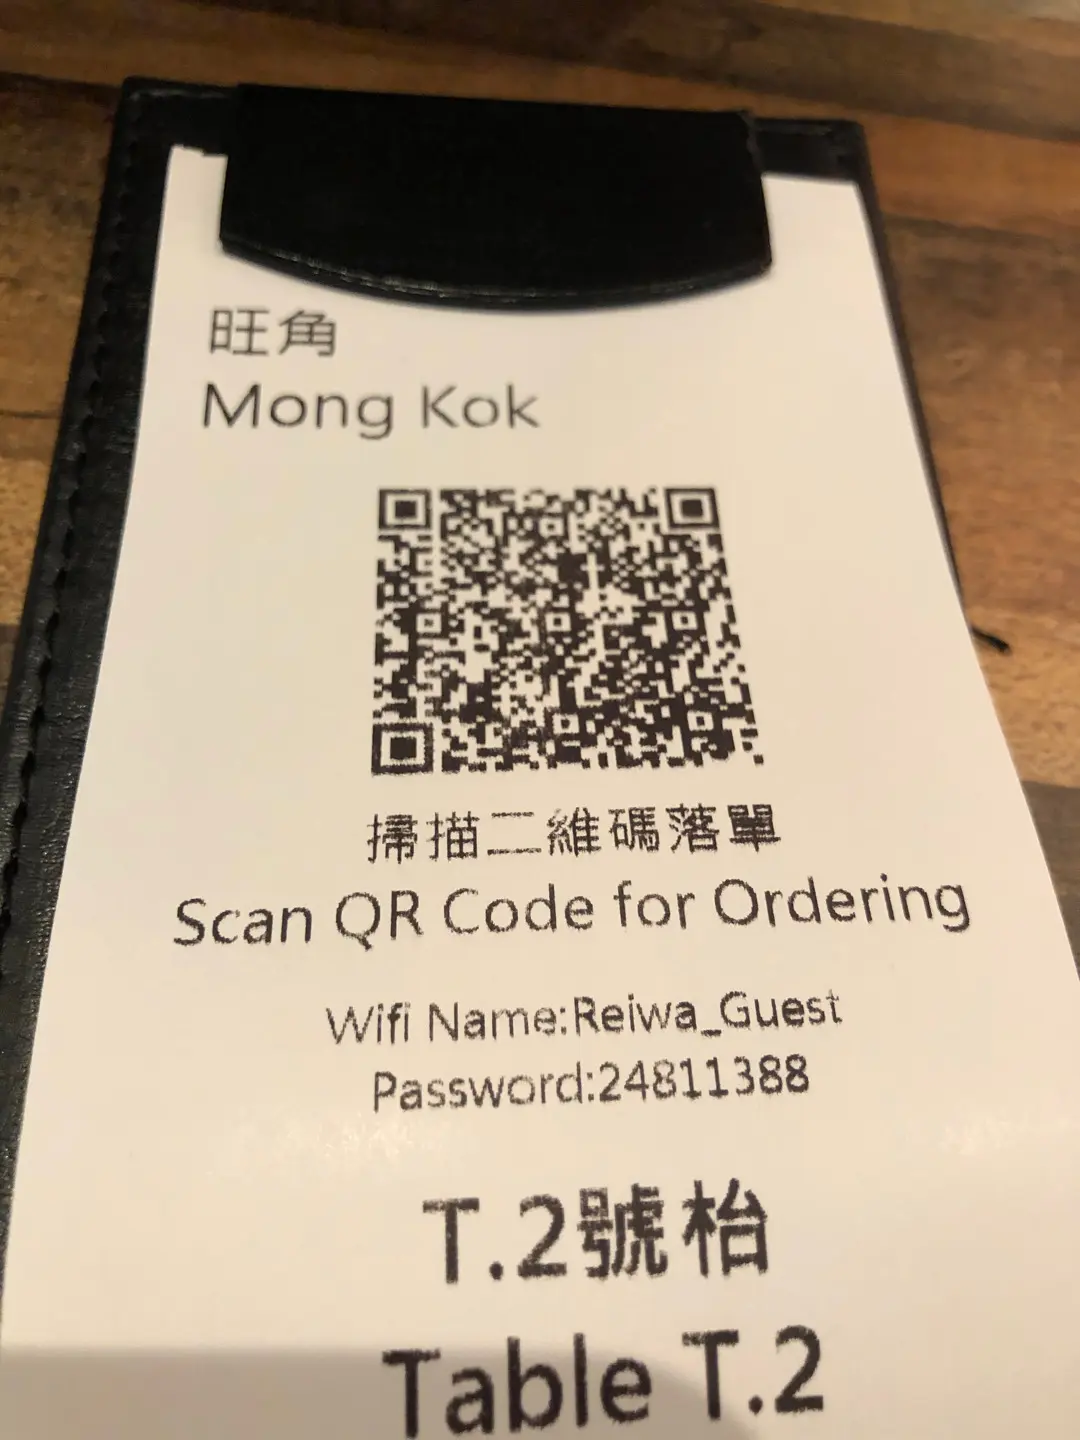 旺角
Mong Kok
掃描二維碼落單
Scan QR Code for Ordering
Wifi Name:Reiwa_Guest
Password:24811388
T.2號枱
Table T.2